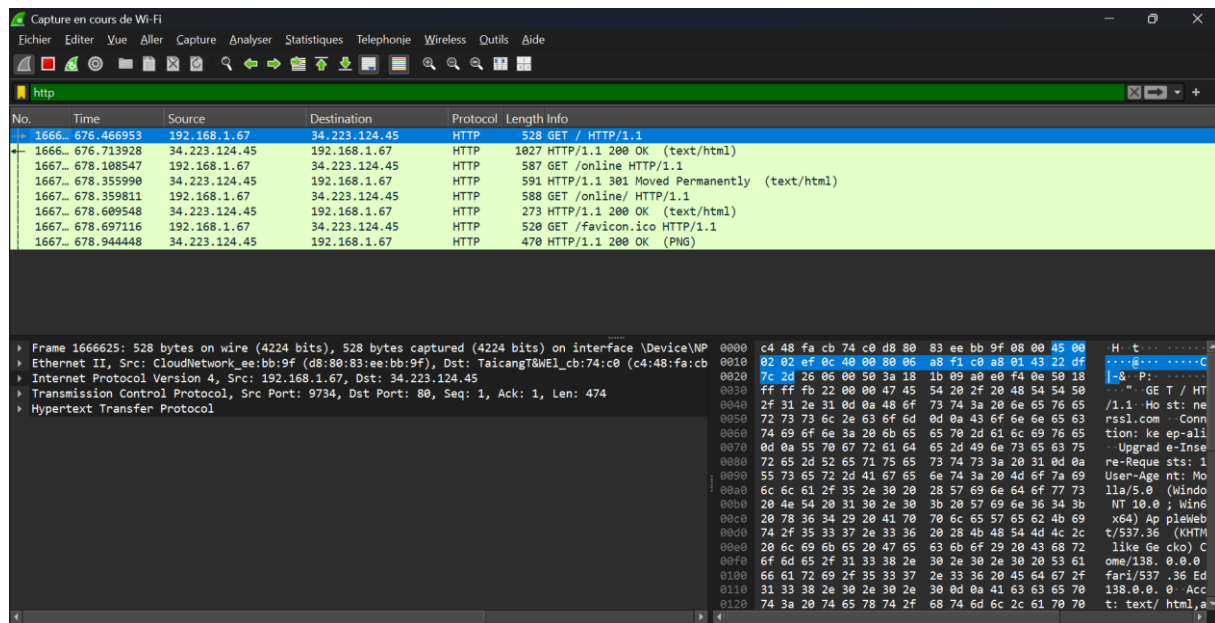 Capture en cours de Wi-Fi
Eichier Editer Vue Aller Capture Analyser Statistiques Telephonie Wireless Outils Aide
http
No. Time Source Destination Protocol Length Info
1666… 676.466953 192.168.1.67 34.223.124.45 HTTP 528 GET / HTTP/1.1
1666… 676.713928 34.223.124.45 192.168.1.67 HTTP 1027 HTTP/1.1 200 OK (text/html)
1667… 678.108547 192.168.1.67 34.223.124.45 HTTP 587 GET /online HTTP/1.1
1667… 678.355990 34.223.124.45 192.168.1.67 HTTP 591 HTTP/1.1 301 Moved Permanently (text/html)
1667… 678.359811 192.168.1.67 34.223.124.45 HTTP 588 GET /online/ HTTP/1.1
1667… 678.609548 34.223.124.45 192.168.1.67 HTTP 273 HTTP/1.1 200 OK (text/html)
1667… 678.697116 192.168.1.67 34.223.124.45 HTTP 520 GET /favicon.ico HTTP/1.1
1667… 678.944448 34.223.124.45 192.168.1.67 HTTP 470 HTTP/1.1 200 OK (PNG)
Frame 1666625: 528 bytes on wire (4224 bits), 528 bytes captured (4224 bits) on interface \Device\NP
Ethernet II, Src: CloudNetwork_ee:bb:9f (d8:80:83:ee:bb:9f), Dst: TaicangT&WEl_cb:74:c0 (c4:48:fa:cb
Internet Protocol Version 4, Src: 192.168.1.67, Dst: 34.223.124.45
Transmission Control Protocol, Src Port: 9734, Dst Port: 80, Seq: 1, Ack: 1, Len: 474
Hypertext Transfer Protocol
0000 c4 48 fa cb 74 c0 d8 80 83 ee bb 9f 08 00 45 00 ·H··t··· ······E·
0010 02 02 ef 0c 40 00 80 06 a8 f1 c0 a8 01 43 22 df ····@··· ·····C"·
0020 7c 2d 26 06 00 50 3a 18 1b 09 a0 e0 f4 0e 50 18 |-&··P:· ······P·
0030 ff ff fb 22 00 00 47 45 54 20 2f 20 48 54 54 50 ···"··GE T / HTTP
0040 2f 31 2e 31 0d 0a 48 6f 73 74 3a 20 6e 65 76 65 /1.1··Ho st: neve
0050 72 73 73 6c 2e 63 6f 6d 0d 0a 43 6f 6e 6e 65 63 rssl.com ··Connec
0060 74 69 6f 6e 3a 20 6b 65 65 70 2d 61 6c 69 76 65 tion: ke ep-alive
0070 0d 0a 55 70 67 72 61 64 65 2d 49 6e 73 65 63 75 ··Upgrad e-Insecu
0080 72 65 2d 52 65 71 75 65 73 74 73 3a 20 31 0d 0a re-Reque sts: 1··
0090 55 73 65 72 2d 41 67 65 6e 74 3a 20 4d 6f 7a 69 User-Age nt: Mozi
00a0 6c 6c 61 2f 35 2e 30 20 28 57 69 6e 64 6f 77 73 lla/5.0 (Windows
00b0 20 4e 54 20 31 30 2e 30 3b 20 57 69 6e 36 34 3b NT 10.0 ; Win64;
00c0 20 78 36 34 29 20 41 70 70 6c 65 57 65 62 4b 69 x64) Ap pleWebKi
00d0 74 2f 35 33 37 2e 33 36 20 28 4b 48 54 4d 4c 2c t/537.36 (KHTML,
00e0 20 6c 69 6b 65 20 47 65 63 6b 6f 29 20 43 68 72 like Ge cko) Chr
00f0 6f 6d 65 2f 31 33 38 2e 30 2e 30 2e 30 20 53 61 ome/138. 0.0.0 Sa
0100 66 61 72 69 2f 35 33 37 2e 33 36 20 45 64 67 2f fari/537 .36 Edg/
0110 31 33 38 2e 30 2e 30 2e 30 0d 0a 41 63 63 65 70 138.0.0. 0··Accep
0120 74 3a 20 74 65 78 74 2f 68 74 6d 6c 2c 61 70 70 t: text/ html,app